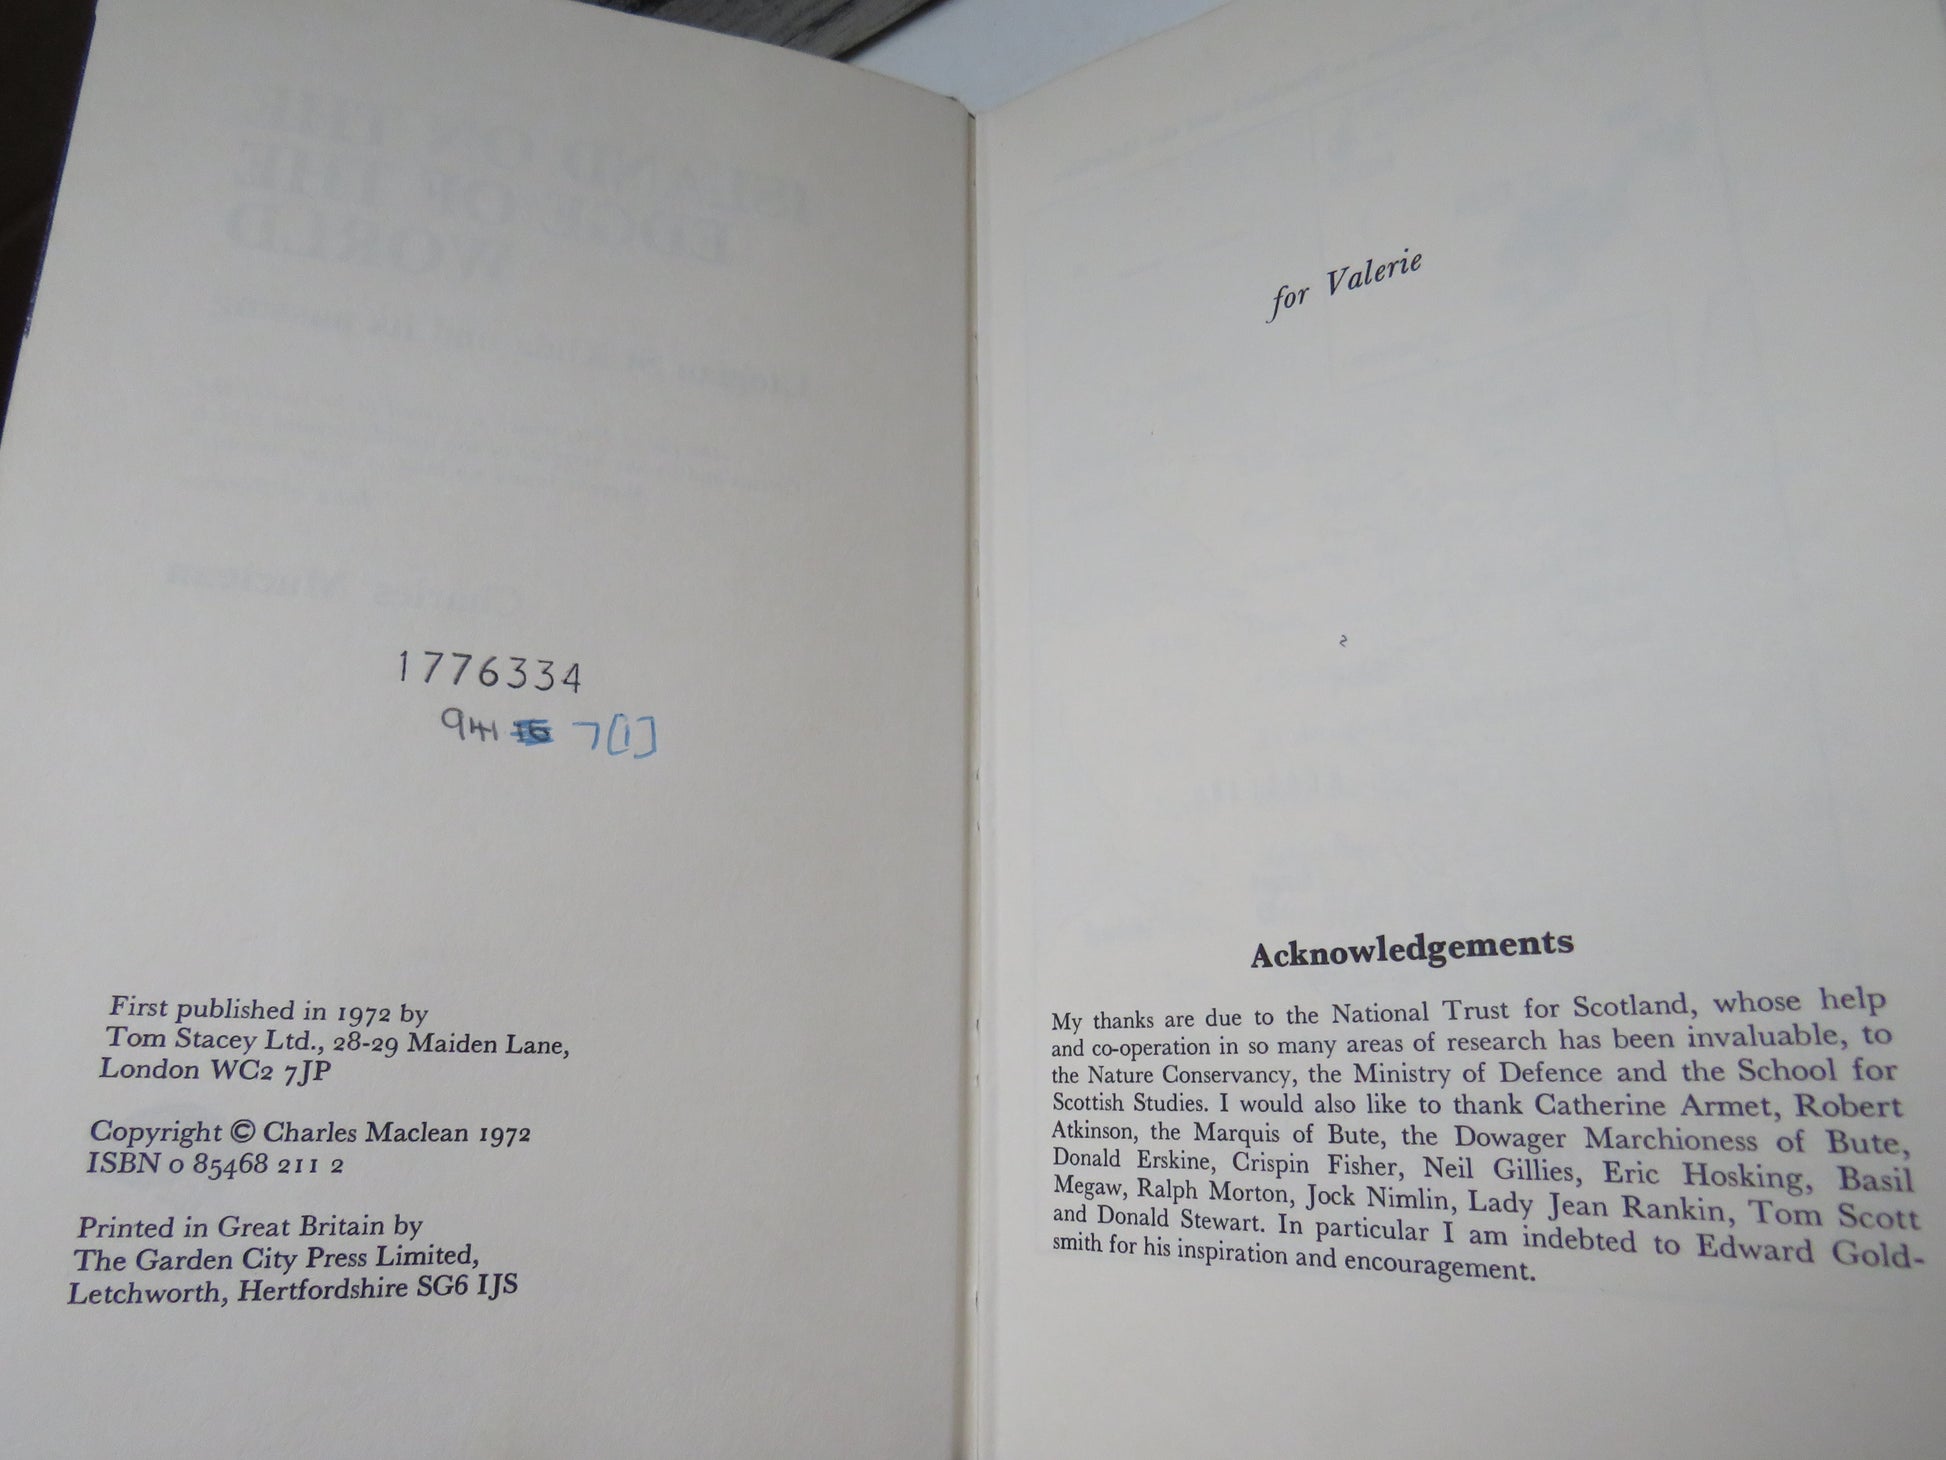 1776334
941 16 7[1]
First published in 1972 by
Tom Stacey Ltd., 28-29 Maiden Lane,
London WC2 7JP
Copyright © Charles Maclean 1972
ISBN 0 85468 211 2
Printed in Great Britain by
The Garden City Press Limited,
Letchworth, Hertfordshire SG6 1JS
for Valerie
Acknowledgements
My thanks are due to the National Trust for Scotland, whose help
and co-operation in so many areas of research has been invaluable, to
the Nature Conservancy, the Ministry of Defence and the School for
Scottish Studies. I would also like to thank Catherine Armet, Robert
Atkinson, the Marquis of Bute, the Dowager Marchioness of Bute,
Donald Erskine, Crispin Fisher, Neil Gillies, Eric Hosking, Basil
Megaw, Ralph Morton, Jock Nimlin, Lady Jean Rankin, Tom Scott
and Donald Stewart. In particular I am indebted to Edward Gold-
smith for his inspiration and encouragement.